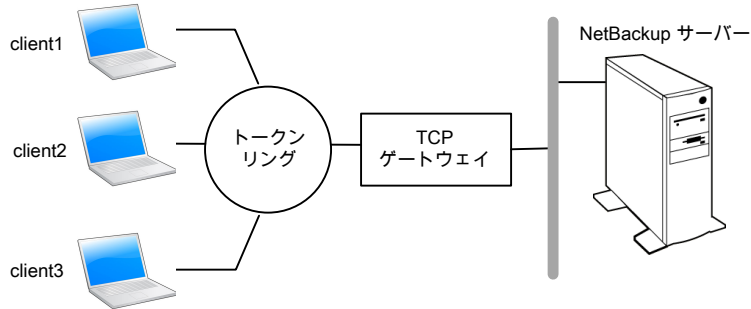 NetBackup サーバー
client1
client2
トークン
リング
TCP
ゲートウェイ
client3